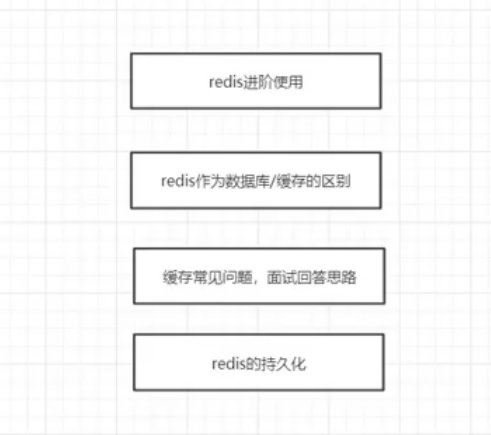 redis进阶使用
redis作为数据库/缓存的区别
缓存常见问题，面试回答思路
redis的持久化